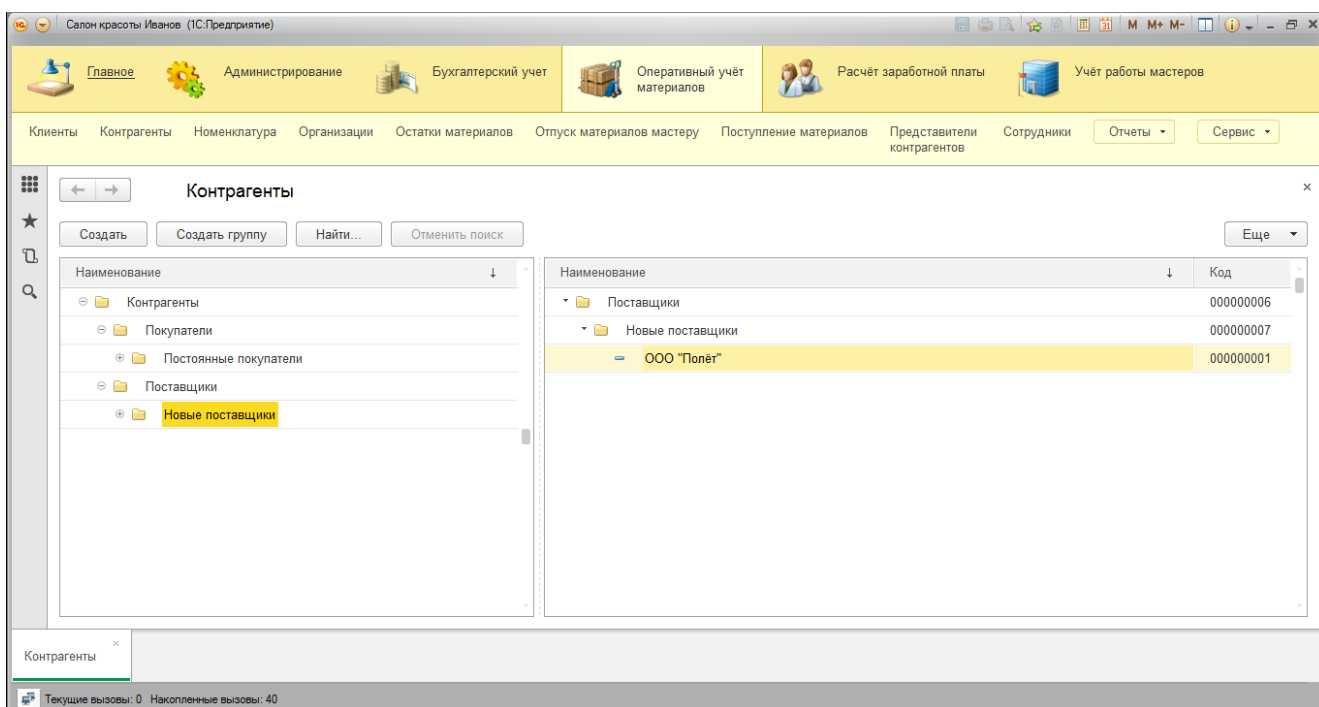 Салон красоты Иванов (1С:Предприятие)
M M+ M-
Главное
Администрирование
Бухгалтерский учет
Оперативный учёт
материалов
Расчёт заработной платы
Учёт работы мастеров
Клиенты
Контрагенты
Номенклатура
Организации
Остатки материалов
Отпуск материалов мастеру
Поступление материалов
Представители
контрагентов
Сотрудники
Отчеты
Сервис
Контрагенты
Создать
Создать группу
Найти...
Отменить поиск
Еще
Наименование
Контрагенты
Покупатели
Постоянные покупатели
Поставщики
Новые поставщики
Наименование
Код
Поставщики
000000006
Новые поставщики
000000007
ООО "Полёт"
000000001
Контрагенты
Текущие вызовы: 0 Накопленные вызовы: 40